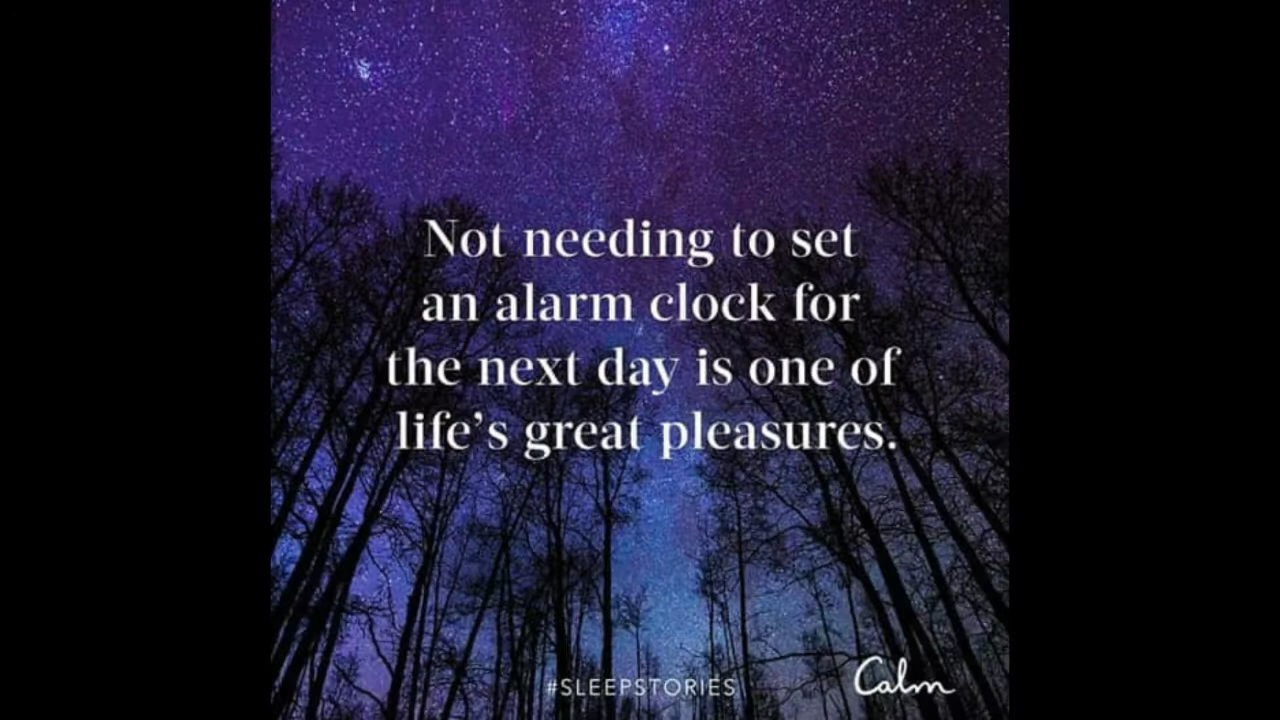 Not needing to set
an alarm clock for
the next day is one of
life's great pleasures.
#SLEEPSTORIES
Calm